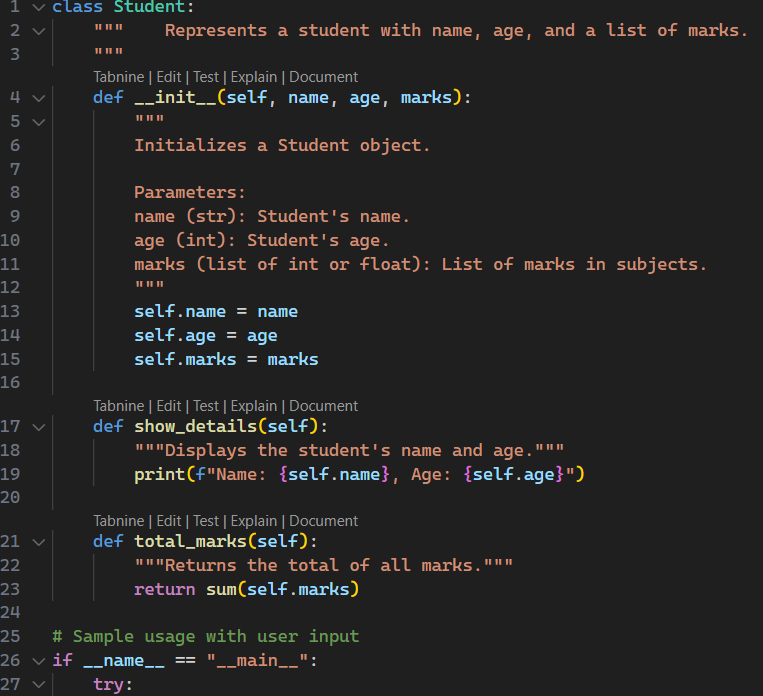 1 class Student:
2 """    Represents a student with name, age, and a list of marks.
3 """
Tabnine | Edit | Test | Explain | Document
4 def __init__(self, name, age, marks):
5 """
6 Initializes a Student object.
7
8 Parameters:
9 name (str): Student's name.
10 age (int): Student's age.
11 marks (list of int or float): List of marks in subjects.
12 """
13 self.name = name
14 self.age = age
15 self.marks = marks
16
Tabnine | Edit | Test | Explain | Document
17 def show_details(self):
18 """Displays the student's name and age."""
19 print(f"Name: {self.name}, Age: {self.age}")
20
Tabnine | Edit | Test | Explain | Document
21 def total_marks(self):
22 """Returns the total of all marks."""
23 return sum(self.marks)
24
25 # Sample usage with user input
26 if __name__ == "__main__":
27 try: